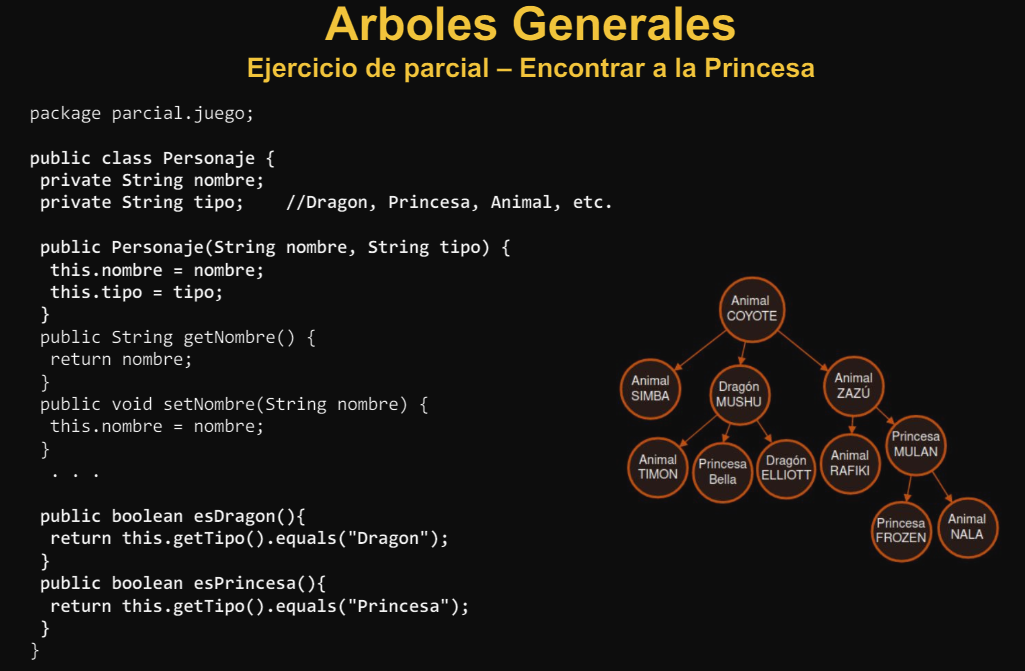 Arboles Generales
Ejercicio de parcial – Encontrar a la Princesa
package parcial.juego;
public class Personaje {
private String nombre;
private String tipo;    //Dragon, Princesa, Animal, etc.
public Personaje(String nombre, String tipo) {
this.nombre = nombre;
this.tipo = tipo;
}
public String getNombre() {
return nombre;
}
public void setNombre(String nombre) {
this.nombre = nombre;
}
. . .
public boolean esDragon(){
return this.getTipo().equals("Dragon");
}
public boolean esPrincesa(){
return this.getTipo().equals("Princesa");
}
}
Animal
COYOTE
Animal
SIMBA
Dragón
MUSHU
Animal
ZAZÚ
Animal
TIMON
Princesa
Bella
Dragón
ELLIOTT
Animal
RAFIKI
Princesa
MULAN
Princesa
FROZEN
Animal
NALA